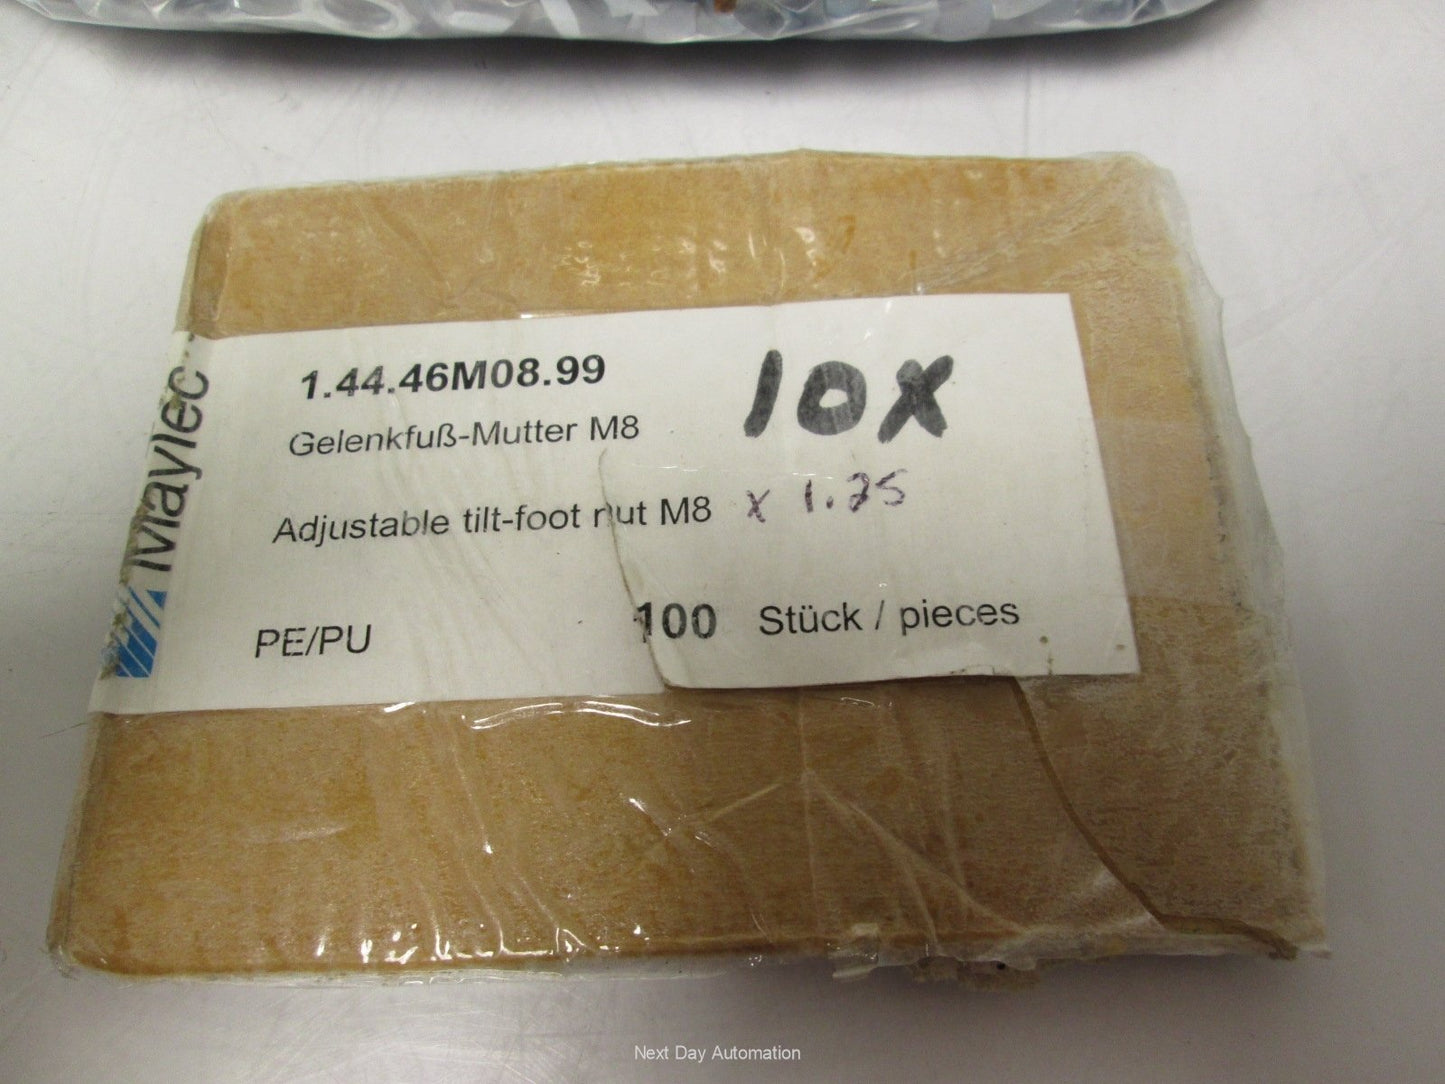 Maytec
1.44.46M08.99
10X
Gelenkfuß-Mutter M8
Adjustable tilt-foot nut M8 x 1.25
PE/PU 100 Stück / pieces
Next Day Automation